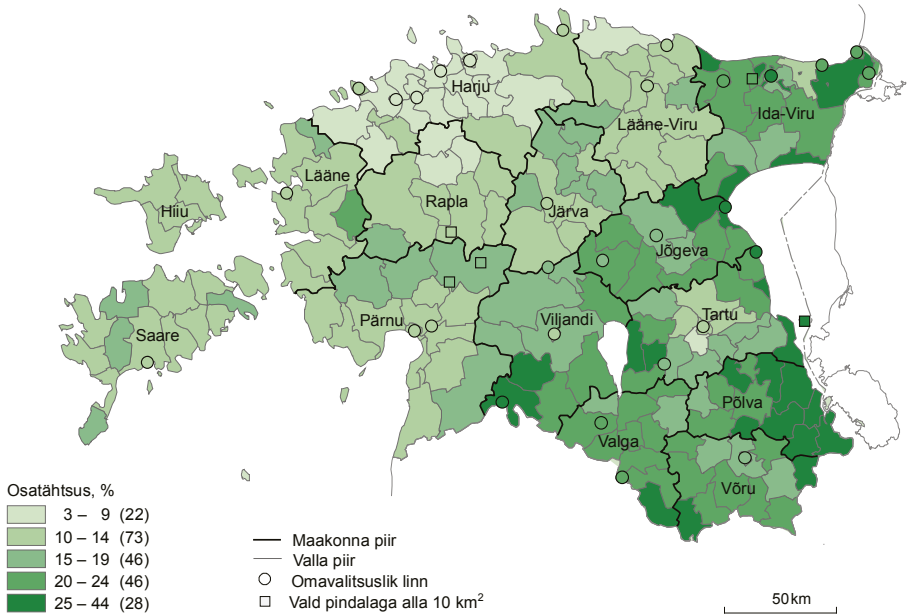 Harju
Lääne-Viru
Ida-Viru
Lääne
Rapla
Järva
Hiiu
Jõgeva
Saare
Pärnu
Viljandi
Tartu
Põlva
Valga
Võru
Osatähtsus, %
3 – 9 (22)
10 – 14 (73)
15 – 19 (46)
20 – 24 (46)
25 – 44 (28)
Maakonna piir
Valla piir
Omavalitsuslik linn
Vald pindalaga alla 10 km²
50 km